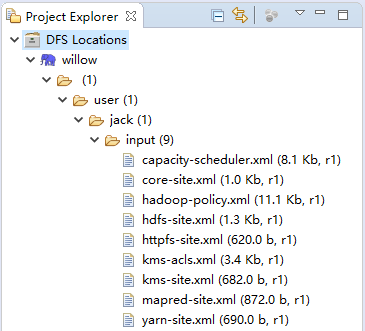 Project Explorer
DFS Locations
willow
(1)
user (1)
jack (1)
input (9)
capacity-scheduler.xml (8.1 Kb, r1)
core-site.xml (1.0 Kb, r1)
hadoop-policy.xml (11.1 Kb, r1)
hdfs-site.xml (1.3 Kb, r1)
httpfs-site.xml (620.0 b, r1)
kms-acls.xml (3.4 Kb, r1)
kms-site.xml (682.0 b, r1)
mapred-site.xml (872.0 b, r1)
yarn-site.xml (690.0 b, r1)